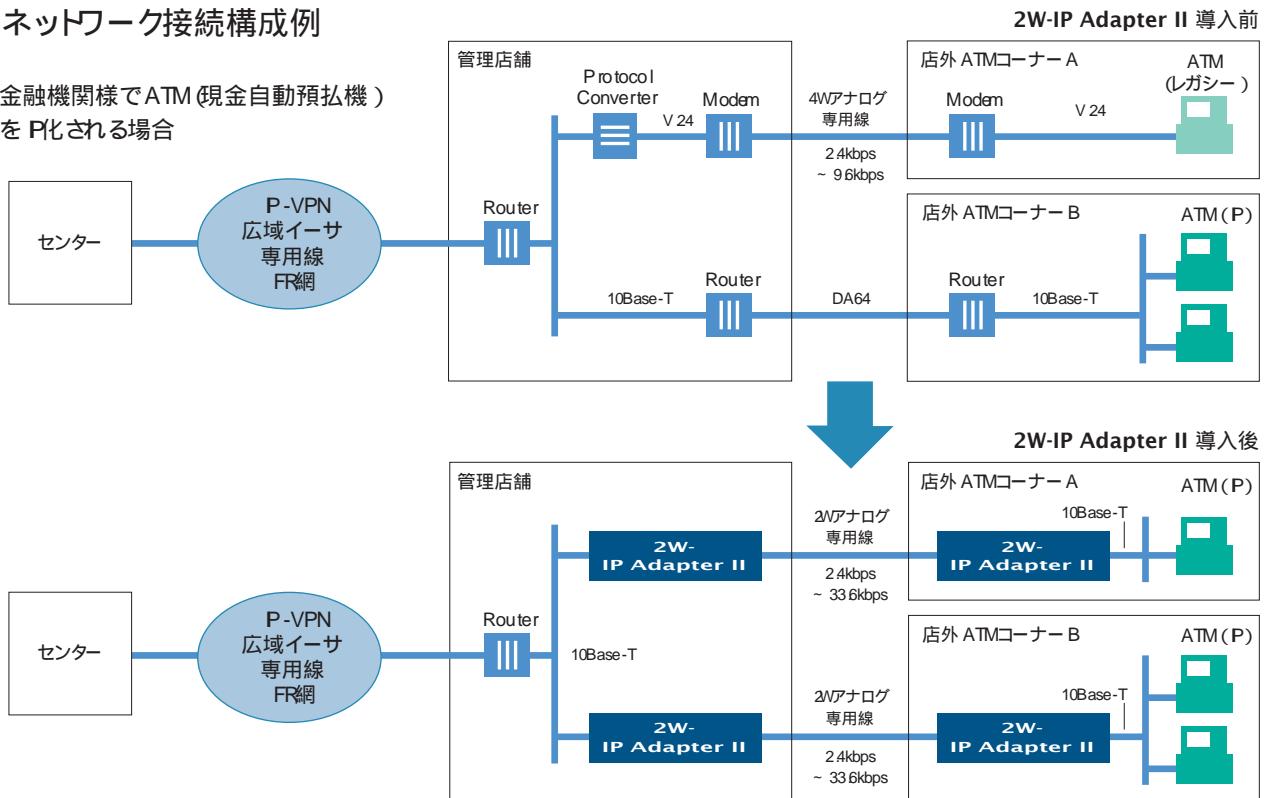 ネットワーク接続構成例
金融機関様でATM(現金自動預払機)
をIP化される場合
2W-IP Adapter II 導入前
管理店舗
Protocol
Converter
V.24
Modem
4Wアナログ
専用線
2.4kbps
~ 9.6kbps
店外 ATMコーナー A
Modem
V.24
ATM
(レガシー)
センター
IP-VPN
広域イーサ
専用線
FR網
Router
10Base-T
Router
DA64
店外 ATMコーナー B
Router
10Base-T
ATM(IP)
2W-IP Adapter II 導入後
管理店舗
2W-
IP Adapter II
2Wアナログ
専用線
2.4kbps
~ 33.6kbps
店外 ATMコーナー A
2W-
IP Adapter II
10Base-T
ATM(IP)
センター
IP-VPN
広域イーサ
専用線
FR網
Router
10Base-T
2W-
IP Adapter II
2Wアナログ
専用線
2.4kbps
~ 33.6kbps
店外 ATMコーナー B
2W-
IP Adapter II
10Base-T
ATM(IP)